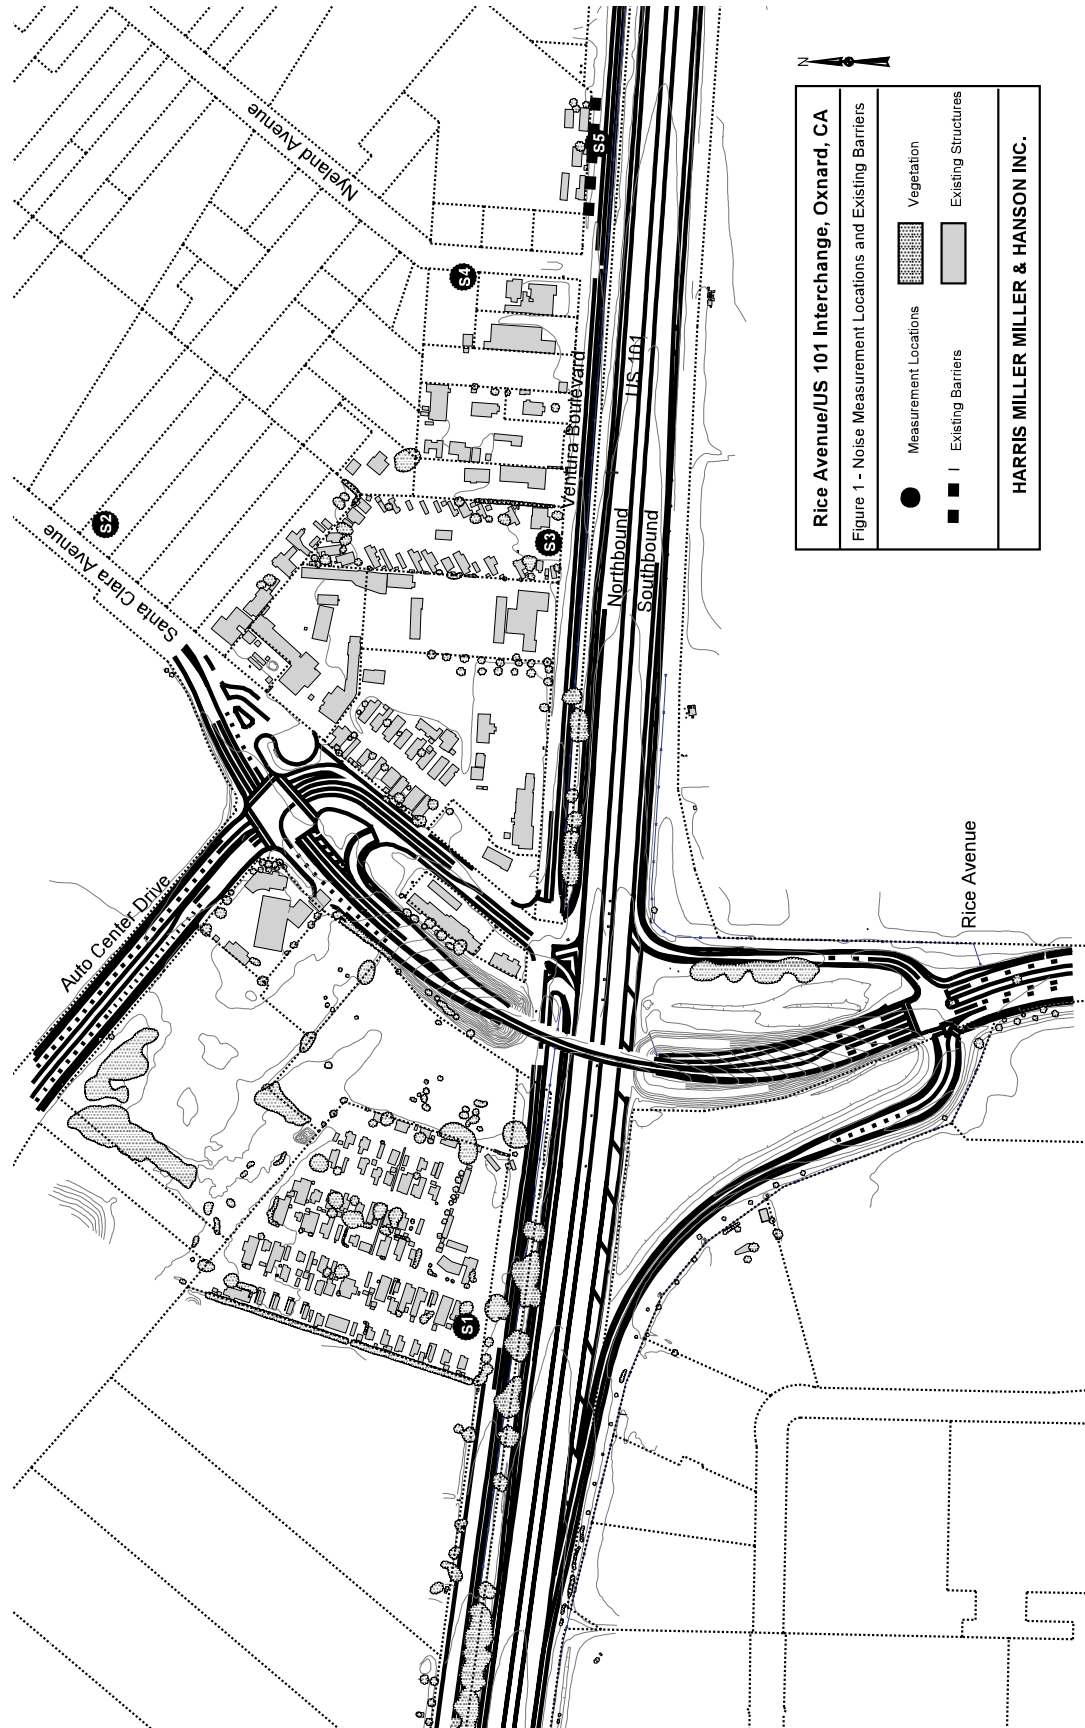 Nyeland Avenue
Santa Clara Avenue
Auto Center Drive
Ventura Boulevard
US 101
Northbound
Southbound
Rice Avenue
S1
S2
S3
S4
S5
N
Rice Avenue/US 101 Interchange, Oxnard, CA
Figure 1 - Noise Measurement Locations and Existing Barriers
Measurement Locations
Vegetation
Existing Barriers
Existing Structures
HARRIS MILLER MILLER & HANSON INC.